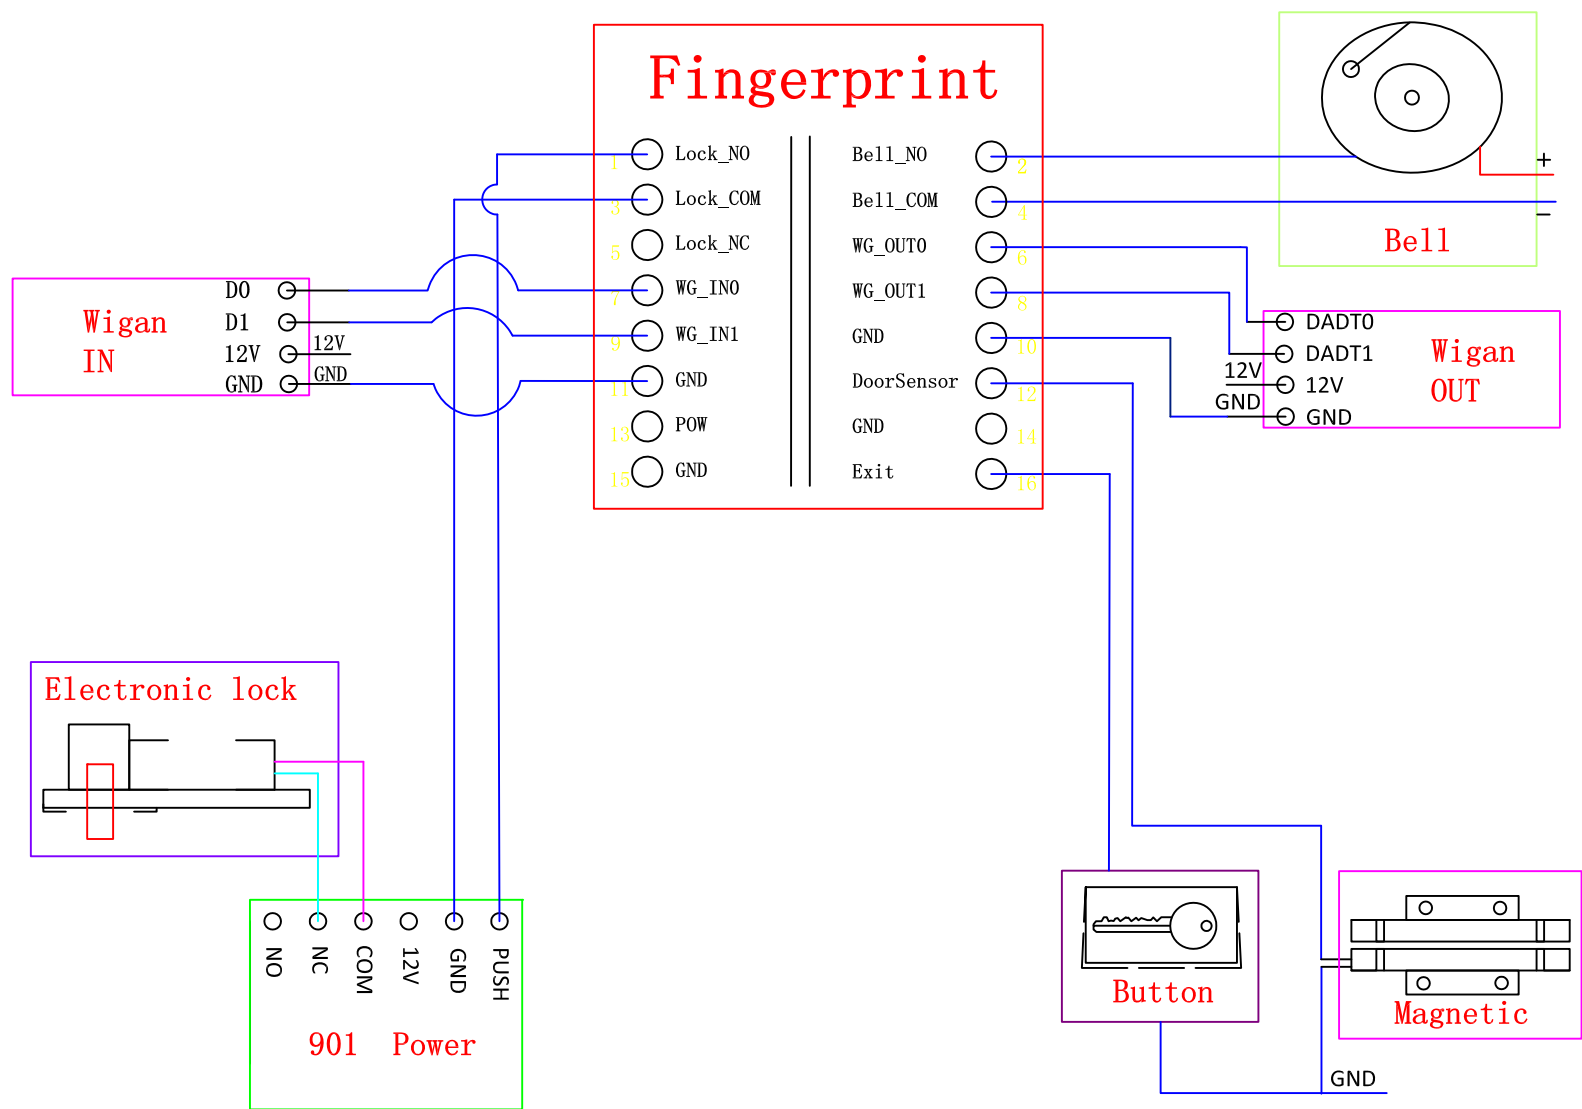 Fingerprint
1 Lock_NO
3 Lock_COM
5 Lock_NC
7 WG_IN0
9 WG_IN1
11 GND
13 POW
15 GND
Bell_NO 2
Bell_COM 4
WG_OUT0 6
WG_OUT1 8
GND 10
DoorSensor 12
GND 14
Exit 16
+
−
Bell
Wigan
IN
D0
D1
12V 12V
GND GND
DADT0
DADT1
12V 12V
GND GND
Wigan
OUT
Electronic lock
NO
NC
COM
12V
GND
PUSH
901 Power
Button
Magnetic
GND